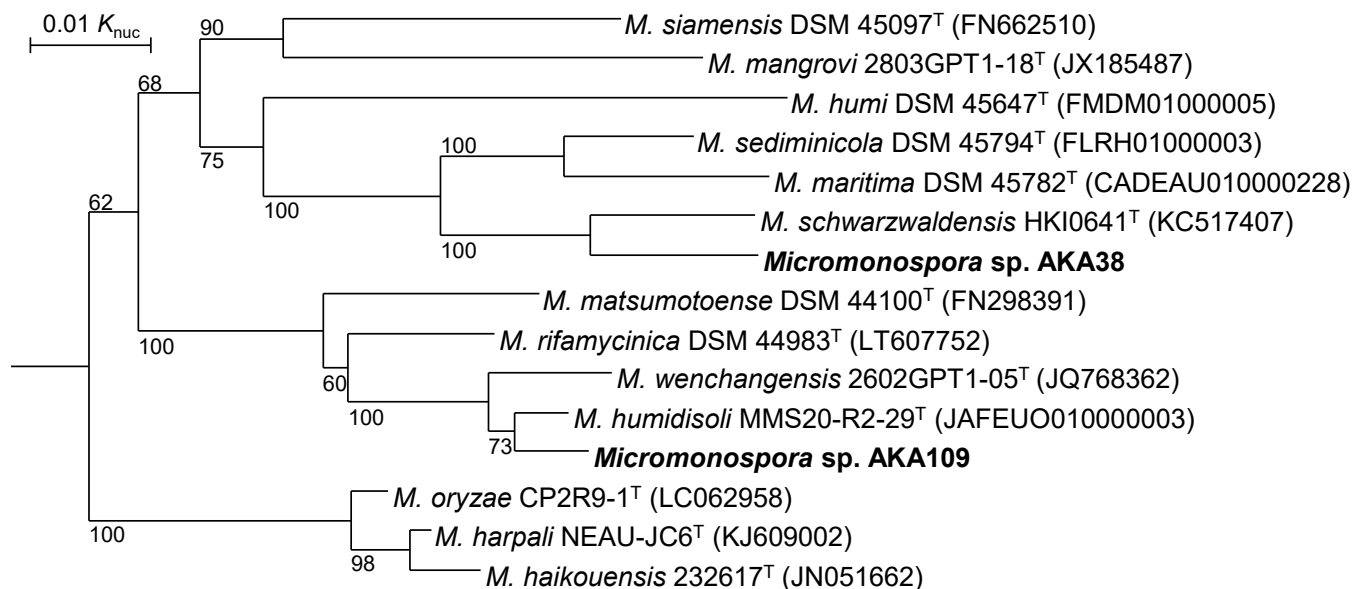 0.01 Knuc
90
M. siamensis DSM 45097T (FN662510)
M. mangrovi 2803GPT1-18T (JX185487)
68
M. humi DSM 45647T (FMDM01000005)
100
M. sediminicola DSM 45794T (FLRH01000003)
75
M. maritima DSM 45782T (CADEAU010000228)
62
100
M. schwarzwaldensis HKI0641T (KC517407)
100
Micromonospora sp. AKA38
M. matsumotoense DSM 44100T (FN298391)
100
M. rifamycinica DSM 44983T (LT607752)
60
M. wenchangensis 2602GPT1-05T (JQ768362)
100
M. humidisoli MMS20-R2-29T (JAFEUO010000003)
73
Micromonospora sp. AKA109
M. oryzae CP2R9-1T (LC062958)
100
M. harpali NEAU-JC6T (KJ609002)
98
M. haikouensis 232617T (JN051662)